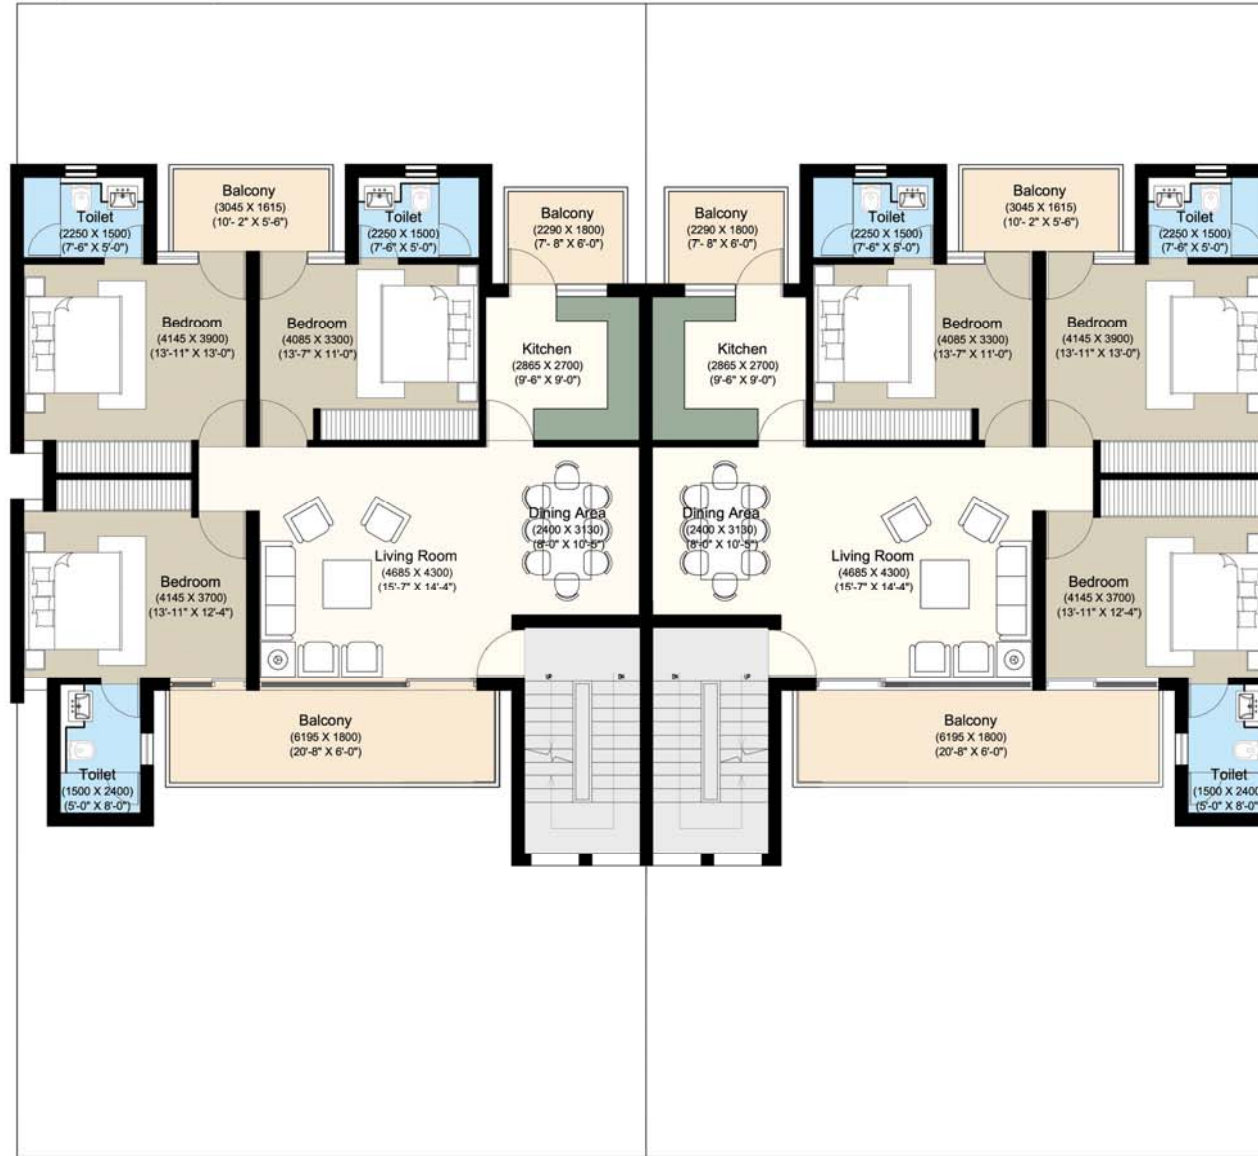 Toilet
(2250 X 1500)
(7'-6" X 5'-0")
Balcony
(3045 X 1615)
(10'- 2" X 5'-6")
Toilet
(2250 X 1500)
(7'-6" X 5'-0")
Balcony
(2290 X 1800)
(7'- 8" X 6'-0")
Balcony
(2290 X 1800)
(7'- 8" X 6'-0")
Toilet
(2250 X 1500)
(7'-6" X 5'-0")
Balcony
(3045 X 1615)
(10'- 2" X 5'-6")
Toilet
(2250 X 1500)
(7'-6" X 5'-0")
Bedroom
(4145 X 3900)
(13'-11" X 13'-0")
Bedroom
(4085 X 3300)
(13'-7" X 11'-0")
Kitchen
(2865 X 2700)
(9'-6" X 9'-0")
Kitchen
(2865 X 2700)
(9'-6" X 9'-0")
Bedroom
(4085 X 3300)
(13'-7" X 11'-0")
Bedroom
(4145 X 3900)
(13'-11" X 13'-0")
Dining Area
(2400 X 3130)
(8'-0" X 10'-5")
Dining Area
(2400 X 3130)
(8'-0" X 10'-5")
Living Room
(4685 X 4300)
(15'-7" X 14'-4")
Living Room
(4685 X 4300)
(15'-7" X 14'-4")
Bedroom
(4145 X 3700)
(13'-11" X 12'-4")
Bedroom
(4145 X 3700)
(13'-11" X 12'-4")
Balcony
(6195 X 1800)
(20'-8" X 6'-0")
Balcony
(6195 X 1800)
(20'-8" X 6'-0")
Toilet
(1500 X 2400)
(5'-0" X 8'-0")
Toilet
(1500 X 2400
(5'-0" X 8'-0"